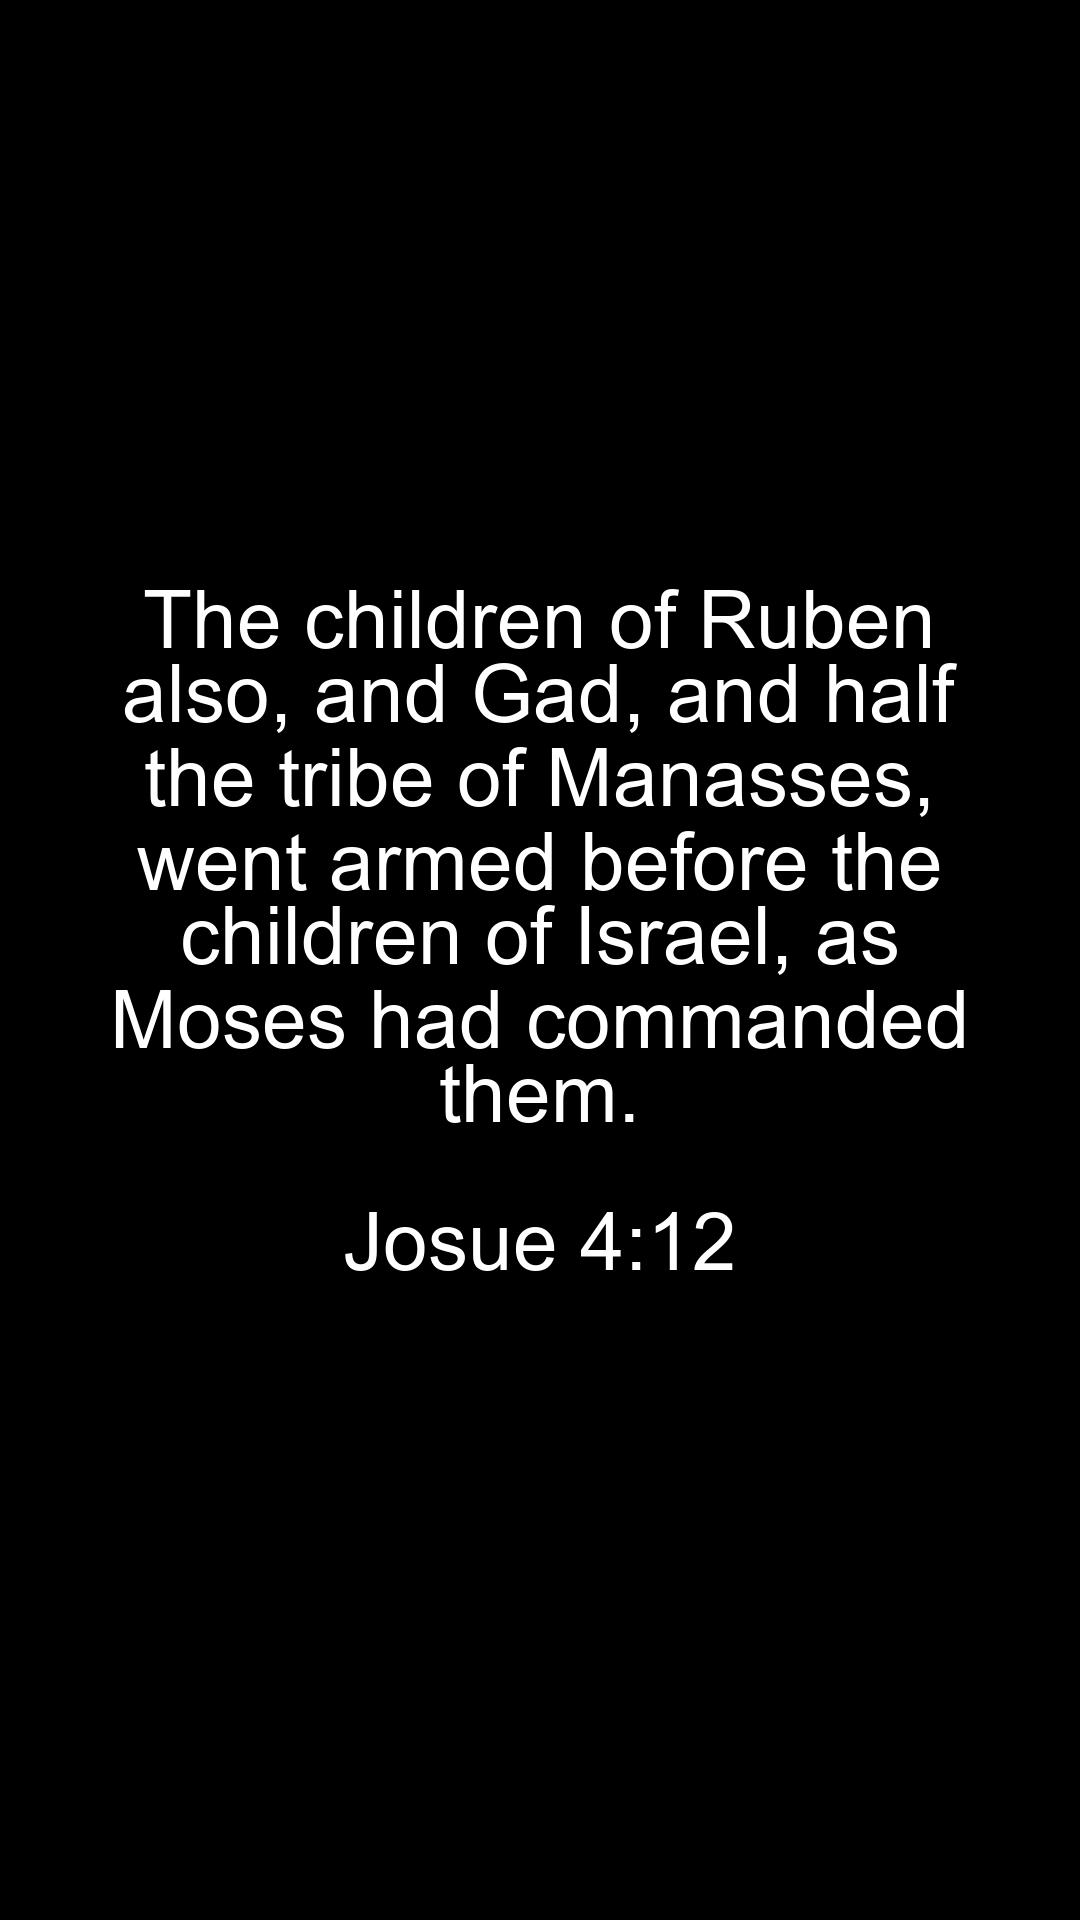 The children of Ruben
also, and Gad, and half
the tribe of Manasses,
went armed before the
children of Israel, as
Moses had commanded
them.
Josue 4:12